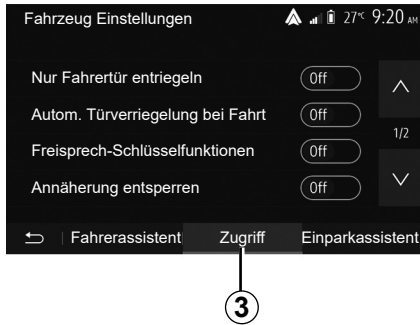 Fahrzeug Einstellungen 27°C 9:20 AM
Nur Fahrertür entriegeln Off
Autom. Türverriegelung bei Fahrt Off
1/2
Freisprech-Schlüsselfunktionen Off
Annäherung entsperren Off
Fahrerassistent Zugriff Einparkassistent
3